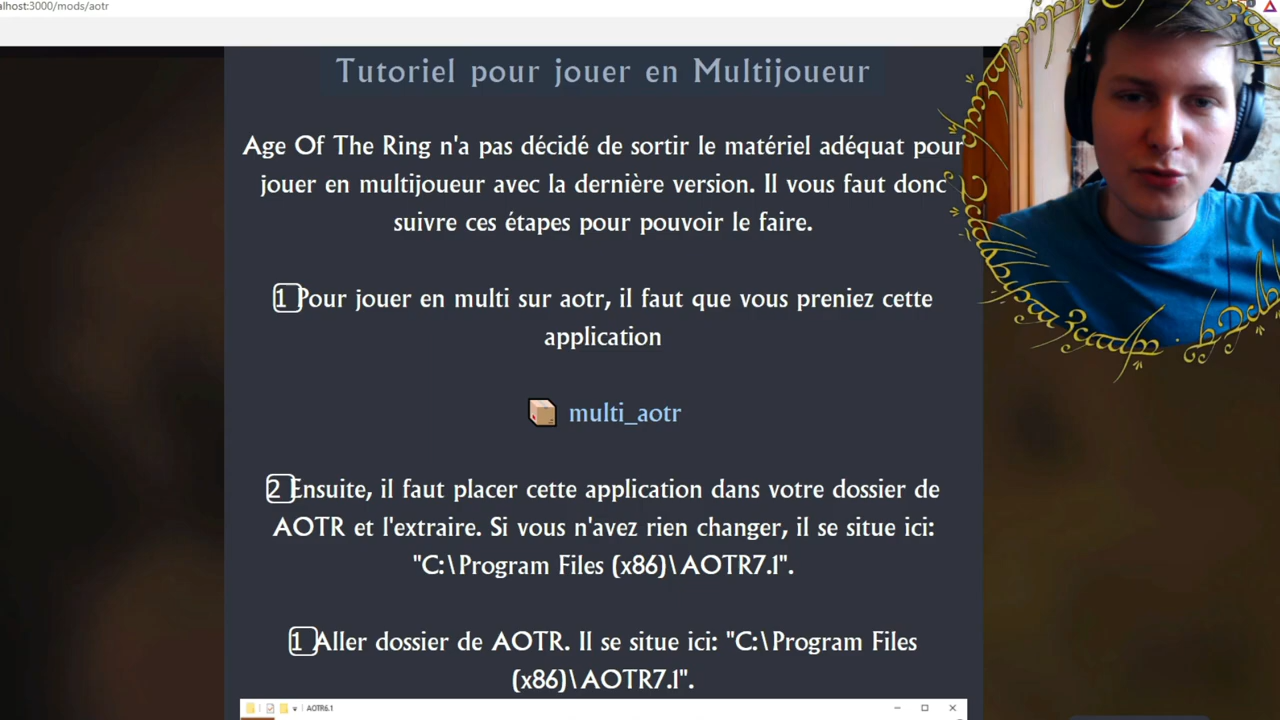 alhost:3000/mods/aotr
Tutoriel pour jouer en Multijoueur
Age Of The Ring n'a pas décidé de sortir le matériel adéquat pour
jouer en multijoueur avec la dernière version. Il vous faut donc
suivre ces étapes pour pouvoir le faire.
1 Pour jouer en multi sur aotr, il faut que vous preniez cette
application
multi_aotr
2 Ensuite, il faut placer cette application dans votre dossier de
AOTR et l'extraire. Si vous n'avez rien changer, il se situe ici:
"C:\Program Files (x86)\AOTR7.1".
1 Aller dossier de AOTR. Il se situe ici: "C:\Program Files
(x86)\AOTR7.1".
AOTR6.1